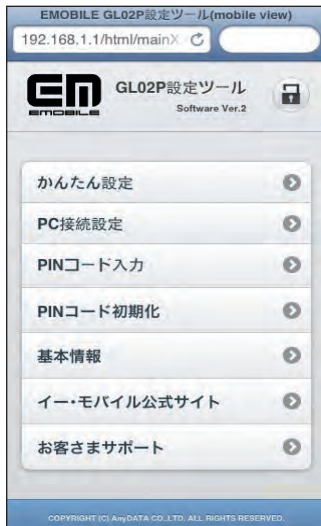 EMOBILE GL02P設定ツール(mobile view)
192.168.1.1/html/mainX
EM
EMOBILE
GL02P設定ツール
Software Ver.2
かんたん設定
PC接続設定
PINコード入力
PINコード初期化
基本情報
イー・モバイル公式サイト
お客さまサポート
COPYRIGHT (C) AnyDATA CO.,LTD. ALL RIGHTS RESERVED.